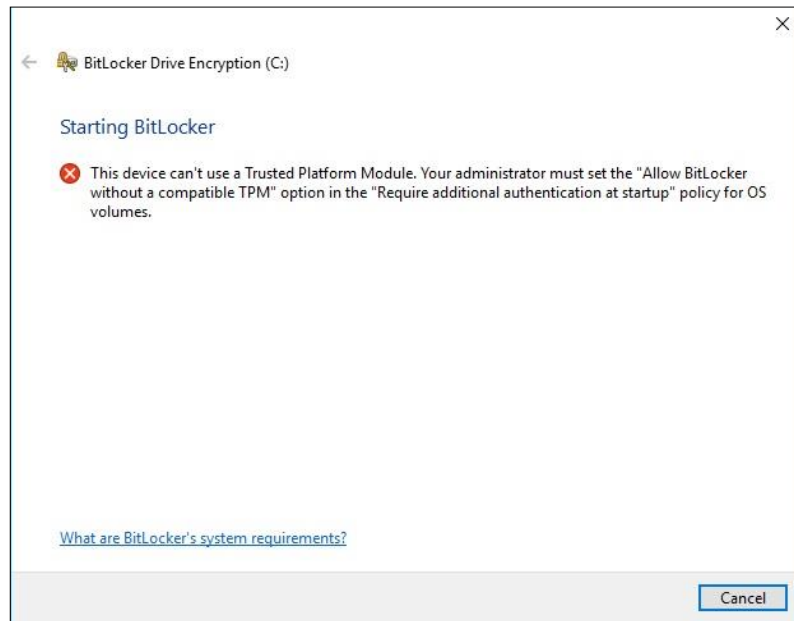 BitLocker Drive Encryption (C:)
Starting BitLocker
This device can't use a Trusted Platform Module. Your administrator must set the "Allow BitLocker
without a compatible TPM" option in the "Require additional authentication at startup" policy for OS
volumes.
What are BitLocker's system requirements?
Cancel